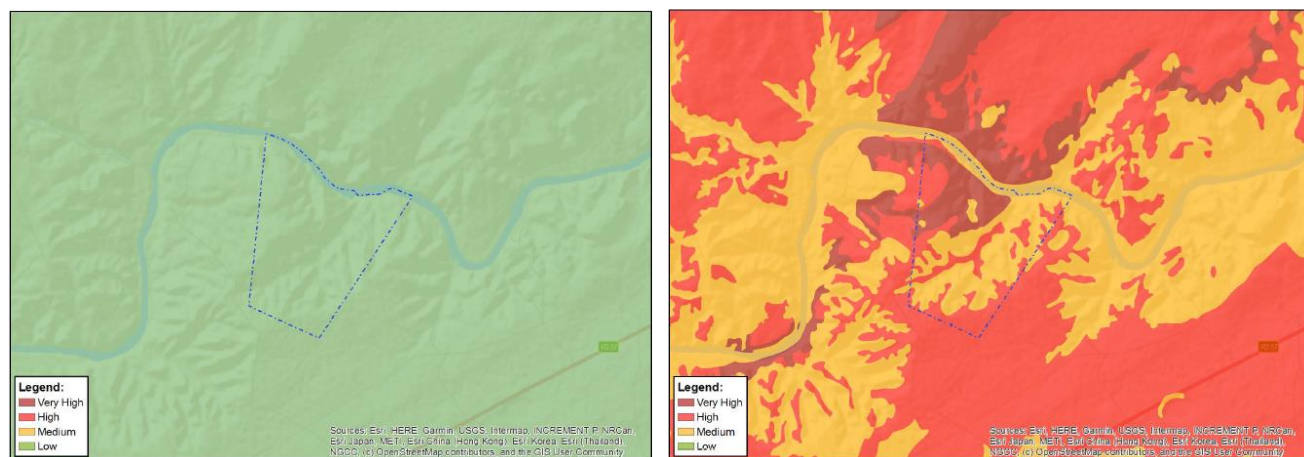 Legend:
Very High
High
Medium
Low
Sources: Esri, HERE, Garmin, USGS, Intermap, INCREMENT P, NRCan,
Esri Japan, METI, Esri China (Hong Kong), Esri Korea, Esri (Thailand),
NGCC, (c) OpenStreetMap contributors, and the GIS User Community
Legend:
Very High
High
Medium
Low
Sources: Esri, HERE, Garmin, USGS, Intermap, INCREMENT P, NRCan,
Esri Japan, METI, Esri China (Hong Kong), Esri Korea, Esri (Thailand),
NGCC, (c) OpenStreetMap contributors, and the GIS User Community